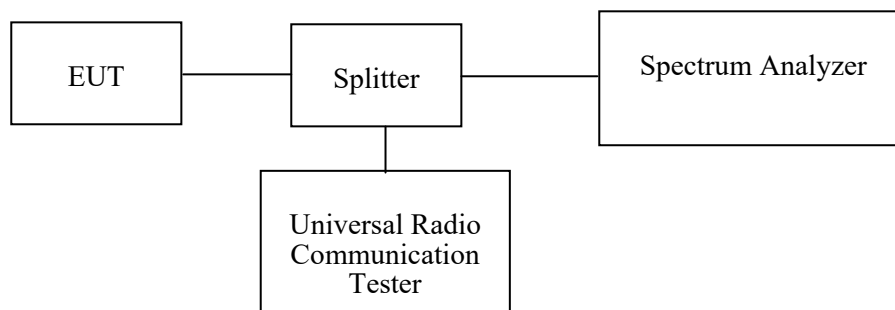 EUT
Splitter
Spectrum Analyzer
Universal Radio
Communication
Tester